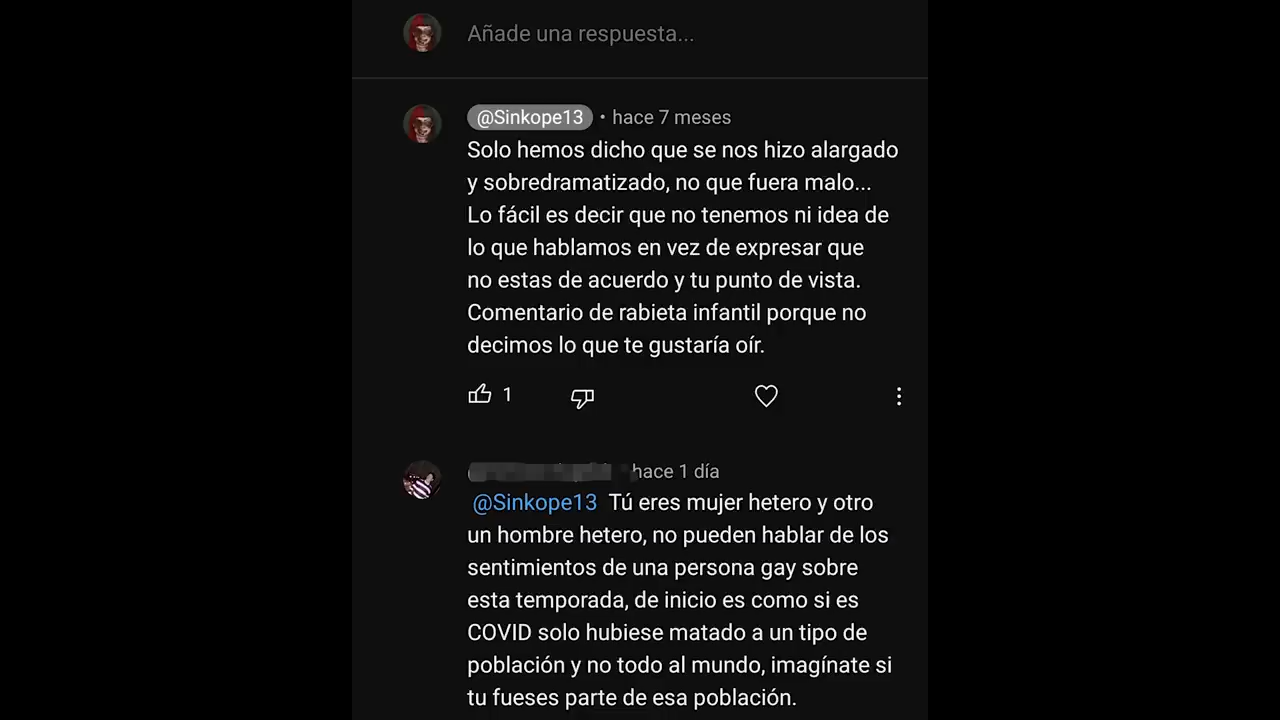 Añade una respuesta...
@Sinkope13 • hace 7 meses
Solo hemos dicho que se nos hizo alargado
y sobredramatizado, no que fuera malo...
Lo fácil es decir que no tenemos ni idea de
lo que hablamos en vez de expresar que
no estas de acuerdo y tu punto de vista.
Comentario de rabieta infantil porque no
decimos lo que te gustaría oír.
1
hace 1 día
@Sinkope13 Tú eres mujer hetero y otro
un hombre hetero, no pueden hablar de los
sentimientos de una persona gay sobre
esta temporada, de inicio es como si es
COVID solo hubiese matado a un tipo de
población y no todo al mundo, imagínate si
tu fueses parte de esa población.